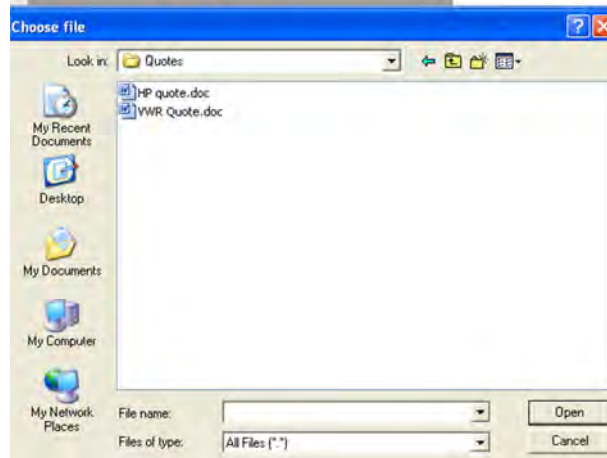 Choose file
Look in: Quotes
HP quote.doc
VWR Quote.doc
My Recent
Documents
Desktop
My Documents
My Computer
My Network
Places
File name:
Open
Files of type: All Files (*.*)
Cancel